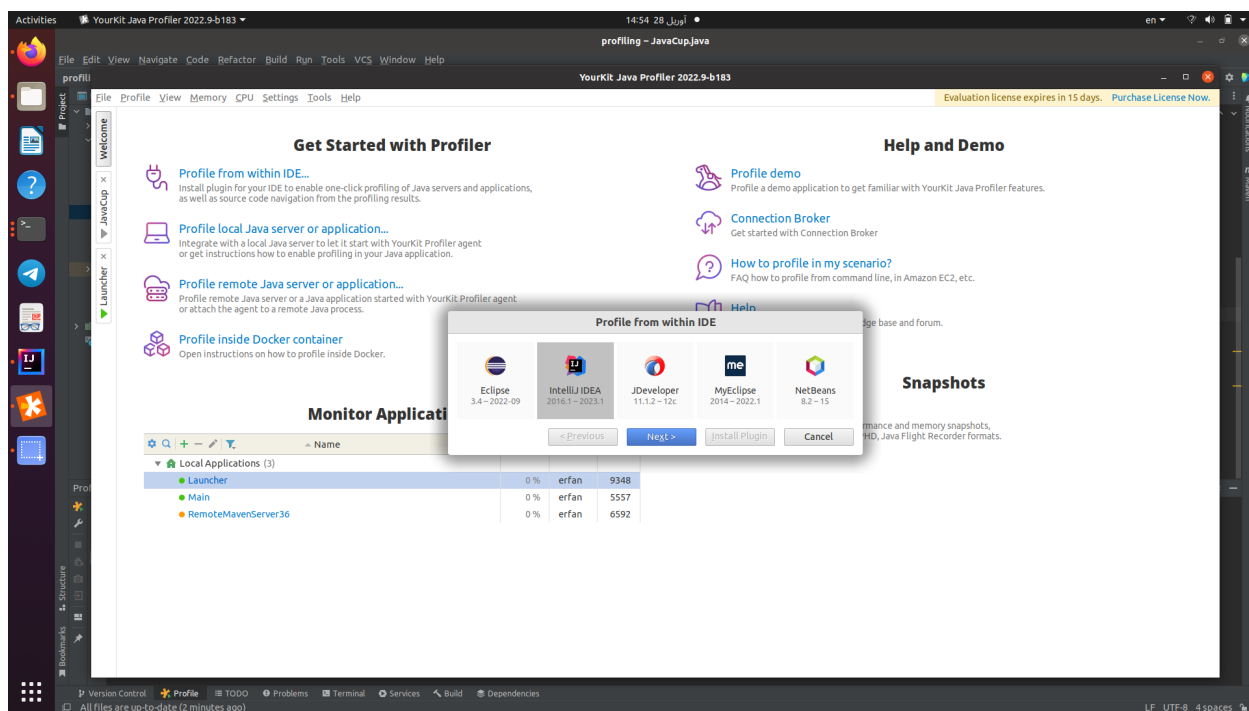 Activities
YourKit Java Profiler 2022.9-b183
14:54 28 آوریل
en
profiling – JavaCup.java
File Edit View Navigate Code Refactor Build Run Tools VCS Window Help
profili
YourKit Java Profiler 2022.9-b183
File Profile View Memory CPU Settings Tools Help
Evaluation license expires in 15 days. Purchase License Now.
Project
Welcome
JavaCup
Launcher
Get Started with Profiler
Profile from within IDE...
Install plugin for your IDE to enable one-click profiling of Java servers and applications,
as well as source code navigation from the profiling results.
Profile local Java server or application...
Integrate with a local Java server to let it start with YourKit Profiler agent
or get instructions how to enable profiling in your Java application.
Profile remote Java server or application...
Profile remote Java server or a Java application started with YourKit Profiler agent
or attach the agent to a remote Java process.
Profile inside Docker container
Open instructions on how to profile inside Docker.
Help and Demo
Profile demo
Profile a demo application to get familiar with YourKit Java Profiler features.
Connection Broker
Get started with Connection Broker
How to profile in my scenario?
FAQ how to profile from command line, in Amazon EC2, etc.
Help
dge base and forum.
Profile from within IDE
Eclipse
3.4 – 2022-09
IntelliJ IDEA
2016.1 – 2023.1
JDeveloper
11.1.2 – 12c
me
MyEclipse
2014 – 2022.1
NetBeans
8.2 – 15
< Previous
Next >
Install Plugin
Cancel
Snapshots
rmance and memory snapshots,
HD, Java Flight Recorder formats.
Monitor Applicati
Name
Local Applications (3)
Launcher 0 % erfan 9348
Main 0 % erfan 5557
RemoteMavenServer36 0 % erfan 6592
Prof
Structure
Bookmarks
Notifications
Version Control Profile TODO Problems Terminal Services Build Dependencies
All files are up-to-date (2 minutes ago)
LF UTF-8 4 spaces